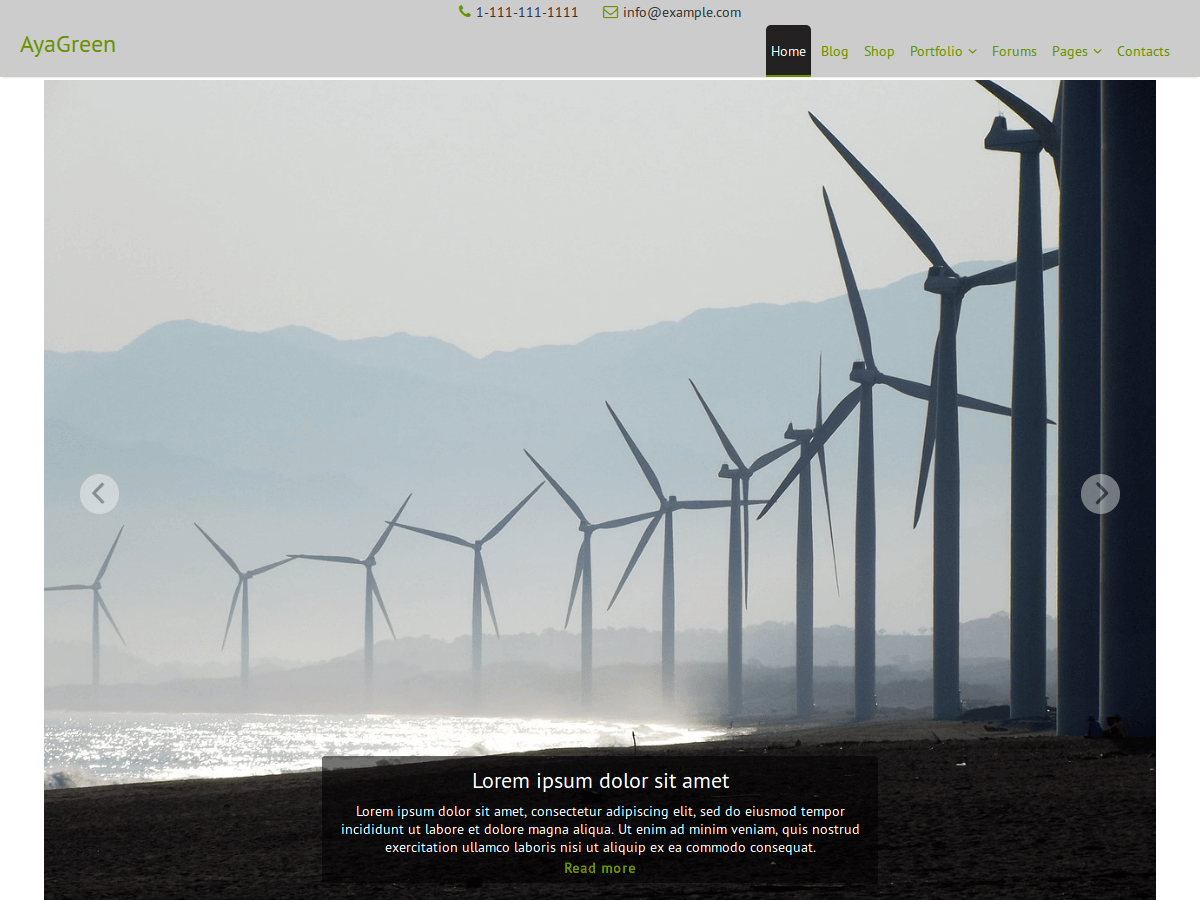 1-111-111-1111 info@example.com
AyaGreen
Home Blog Shop Portfolio Forums Pages Contacts
Lorem ipsum dolor sit amet
Lorem ipsum dolor sit amet, consectetur adipiscing elit, sed do eiusmod tempor
incididunt ut labore et dolore magna aliqua. Ut enim ad minim veniam, quis nostrud
exercitation ullamco laboris nisi ut aliquip ex ea commodo consequat.
Read more